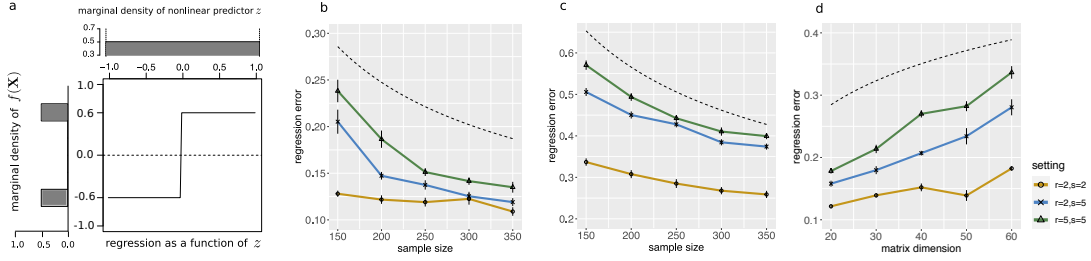 a
marginal density of nonlinear predictor z
0.7
0.5
0.3
−1.0
−0.5
0.0
0.5
1.0
marginal density of f(X)
1.0
0.6
0.0
−0.6
−1.0
1.0
0.5
0.0
regression as a function of z
b
regression error
0.30
0.25
0.20
0.15
0.10
150
200
250
300
350
sample size
c
regression error
0.6
0.5
0.4
0.3
0.2
150
200
250
300
350
sample size
d
regression error
0.4
0.3
0.2
0.1
20
30
40
50
60
matrix dimension
setting
r=2,s=2
r=2,s=5
r=5,s=5